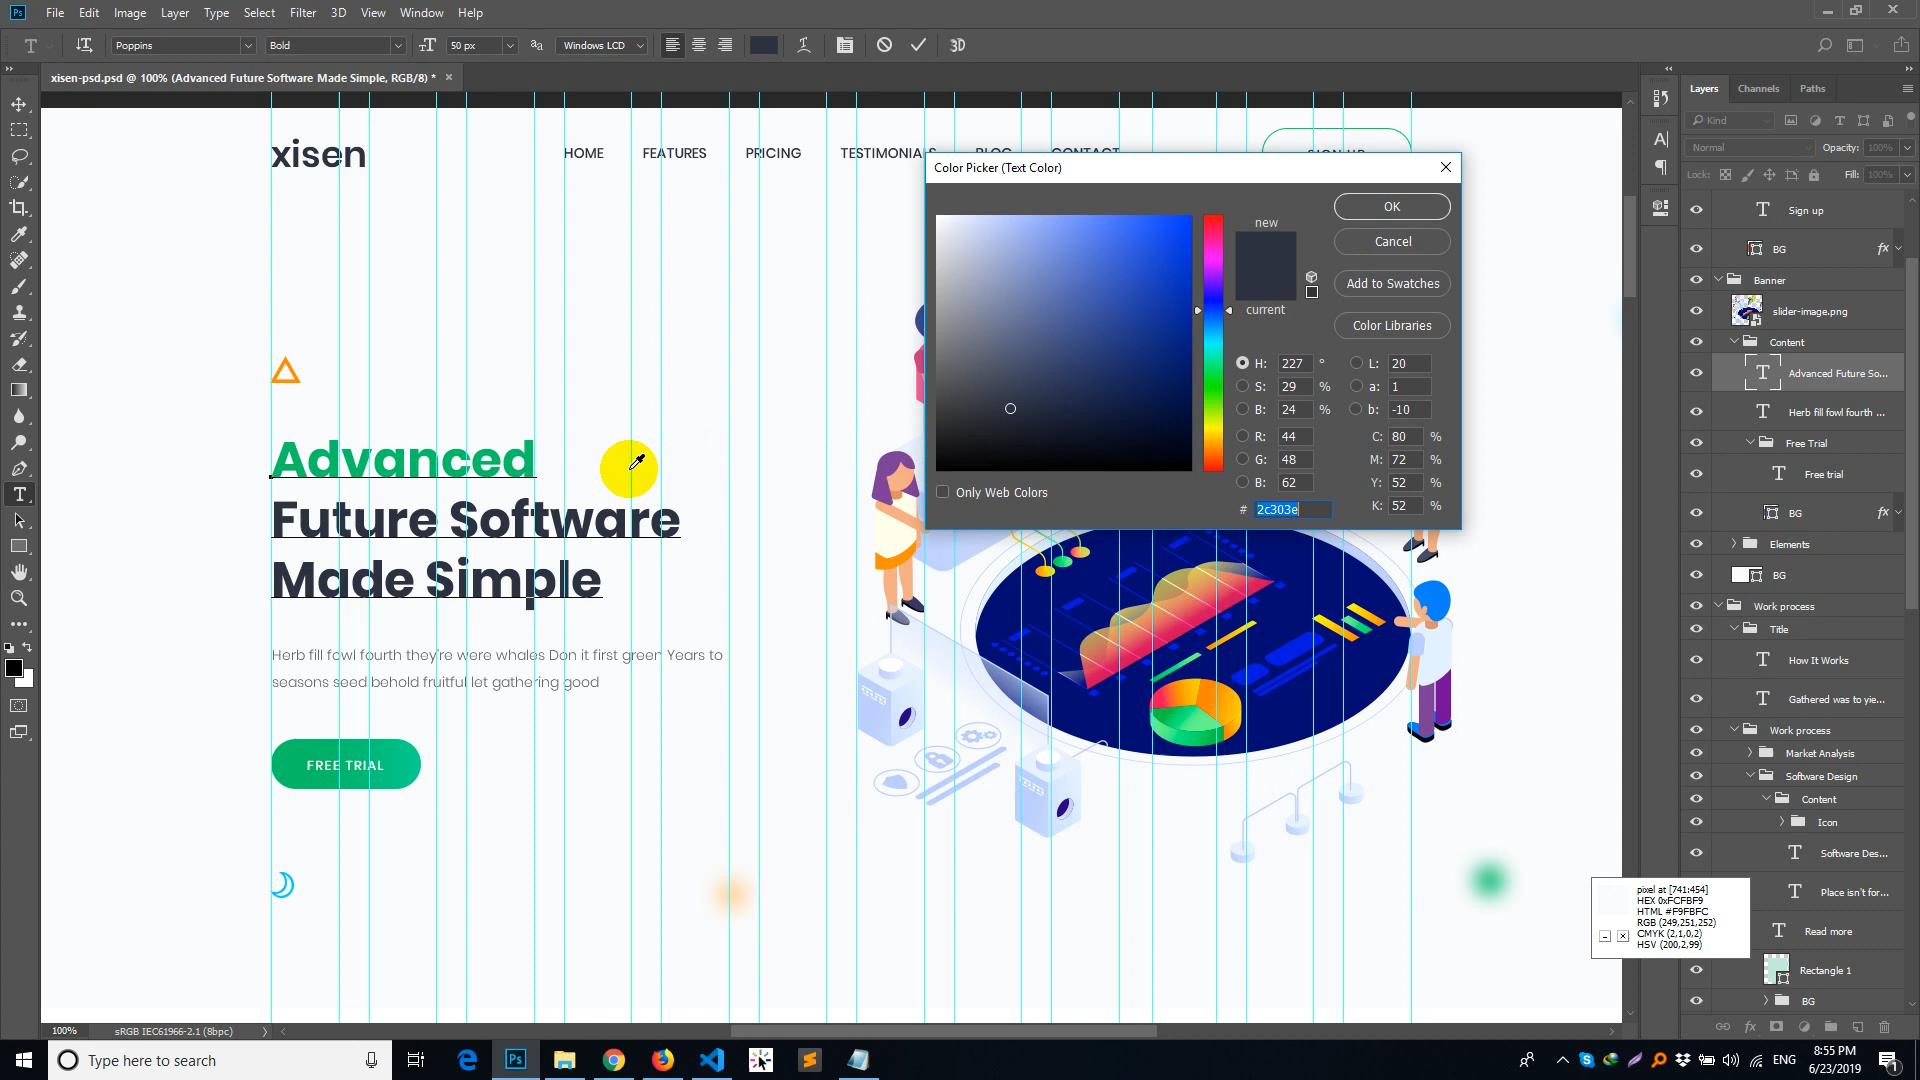 Ps File Edit Image Layer Type Select Filter 3D View Window Help
Poppins Bold 50 px Windows LCD 3D
xisen-psd.psd @ 100% (Advanced Future Software Made Simple, RGB/8) *
xisen
HOME FEATURES PRICING TESTIMONIALS BLOG CONTACT SIGN UP
Advanced
Future Software
Made Simple
Herb fill fowl fourth they're were whales Don it first green Years to
seasons seed behold fruitful let gathering good
FREE TRIAL
Color Picker (Text Color)
new
current
OK
Cancel
Add to Swatches
Color Libraries
H: 227 ° L: 20
S: 29 % a: 1
B: 24 % b: -10
R: 44 C: 80 %
G: 48 M: 72 %
B: 62 Y: 52 %
# 2c303e K: 52 %
Only Web Colors
Layers Channels Paths
Kind
Normal Opacity: 100%
Lock: Fill: 100%
Sign up
BG fx
Banner
slider-image.png
Content
Advanced Future So...
Herb fill fowl fourth ...
Free Trial
Free trial
BG fx
Elements
BG
Work process
Title
How It Works
Gathered was to yie...
Work process
Market Analysis
Software Design
Content
Icon
Software Des...
Place isn't for...
Read more
Rectangle 1
BG
pixel at [741:454]
HEX 0xFCFBF9
HTML #F9FBFC
RGB (249,251,252)
CMYK (2,1,0,2)
HSV (200,2,99)
100% sRGB IEC61966-2.1 (8bpc)
Type here to search
ENG
8:55 PM
6/23/2019
1